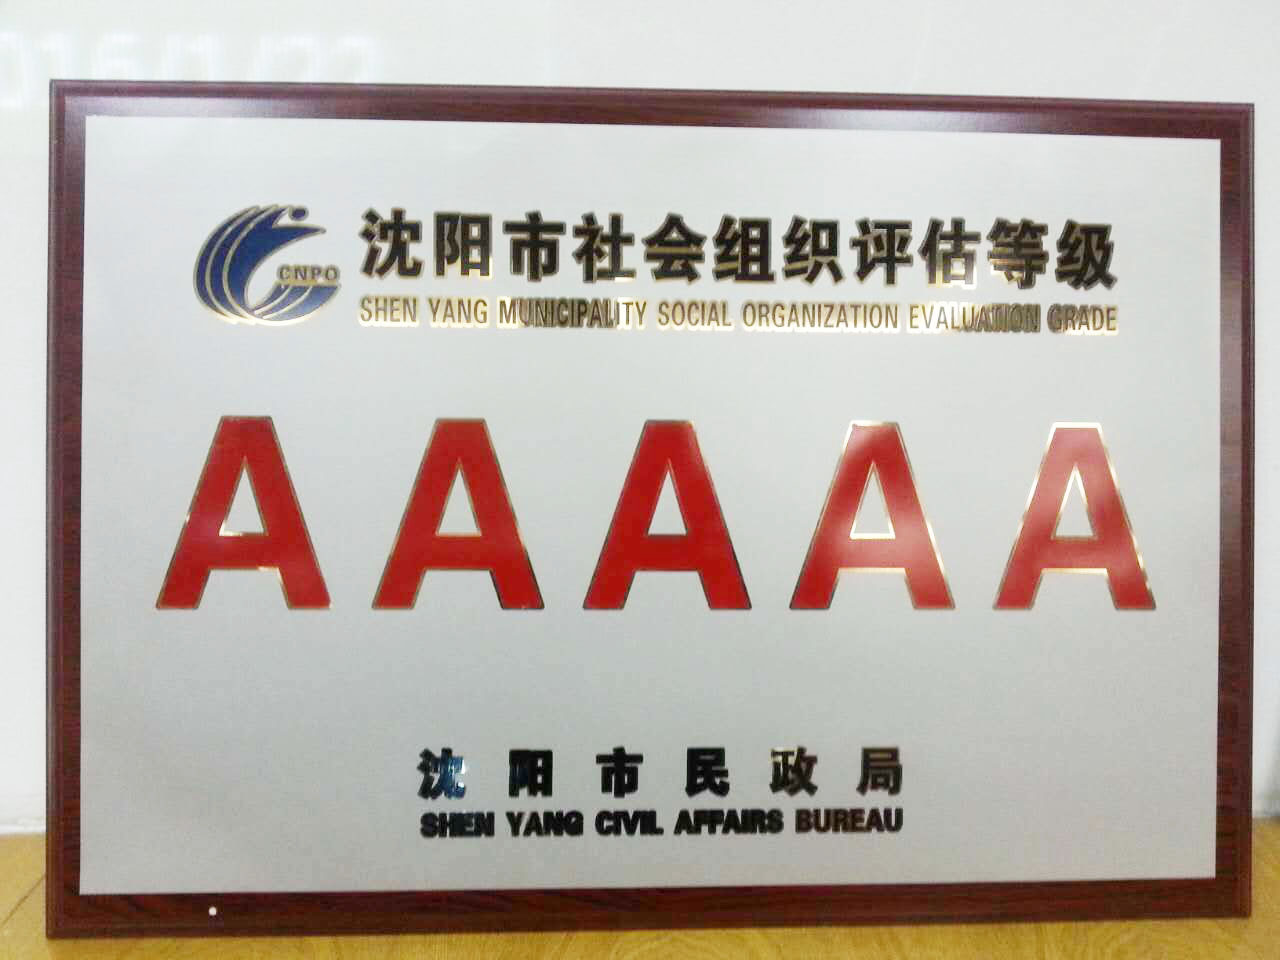 CNPO
沈阳市社会组织评估等级
SHEN YANG MUNICIPALITY SOCIAL ORGANIZATION EVALUATION GRADE
AAAAA
沈阳市民政局
SHEN YANG CIVIL AFFAIRS BUREAU